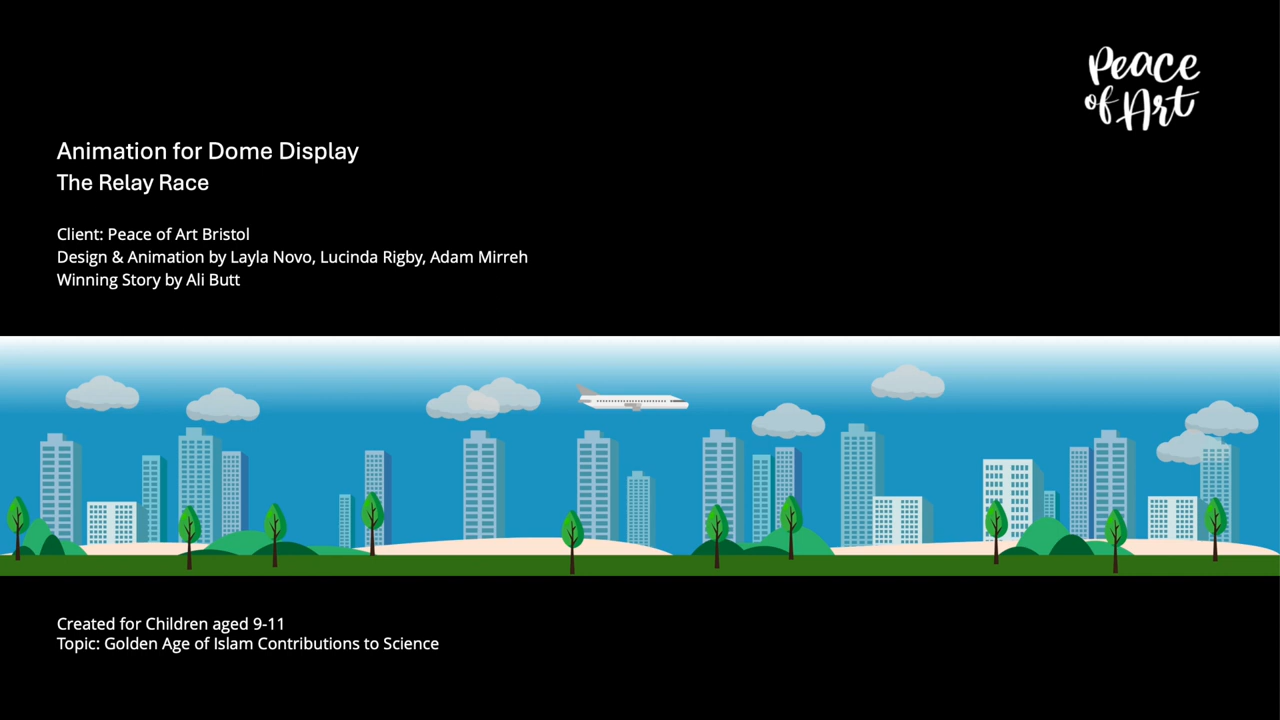 Peace
of Art
Animation for Dome Display
The Relay Race
Client: Peace of Art Bristol
Design & Animation by Layla Novo, Lucinda Rigby, Adam Mirreh
Winning Story by Ali Butt
Created for Children aged 9-11
Topic: Golden Age of Islam Contributions to Science